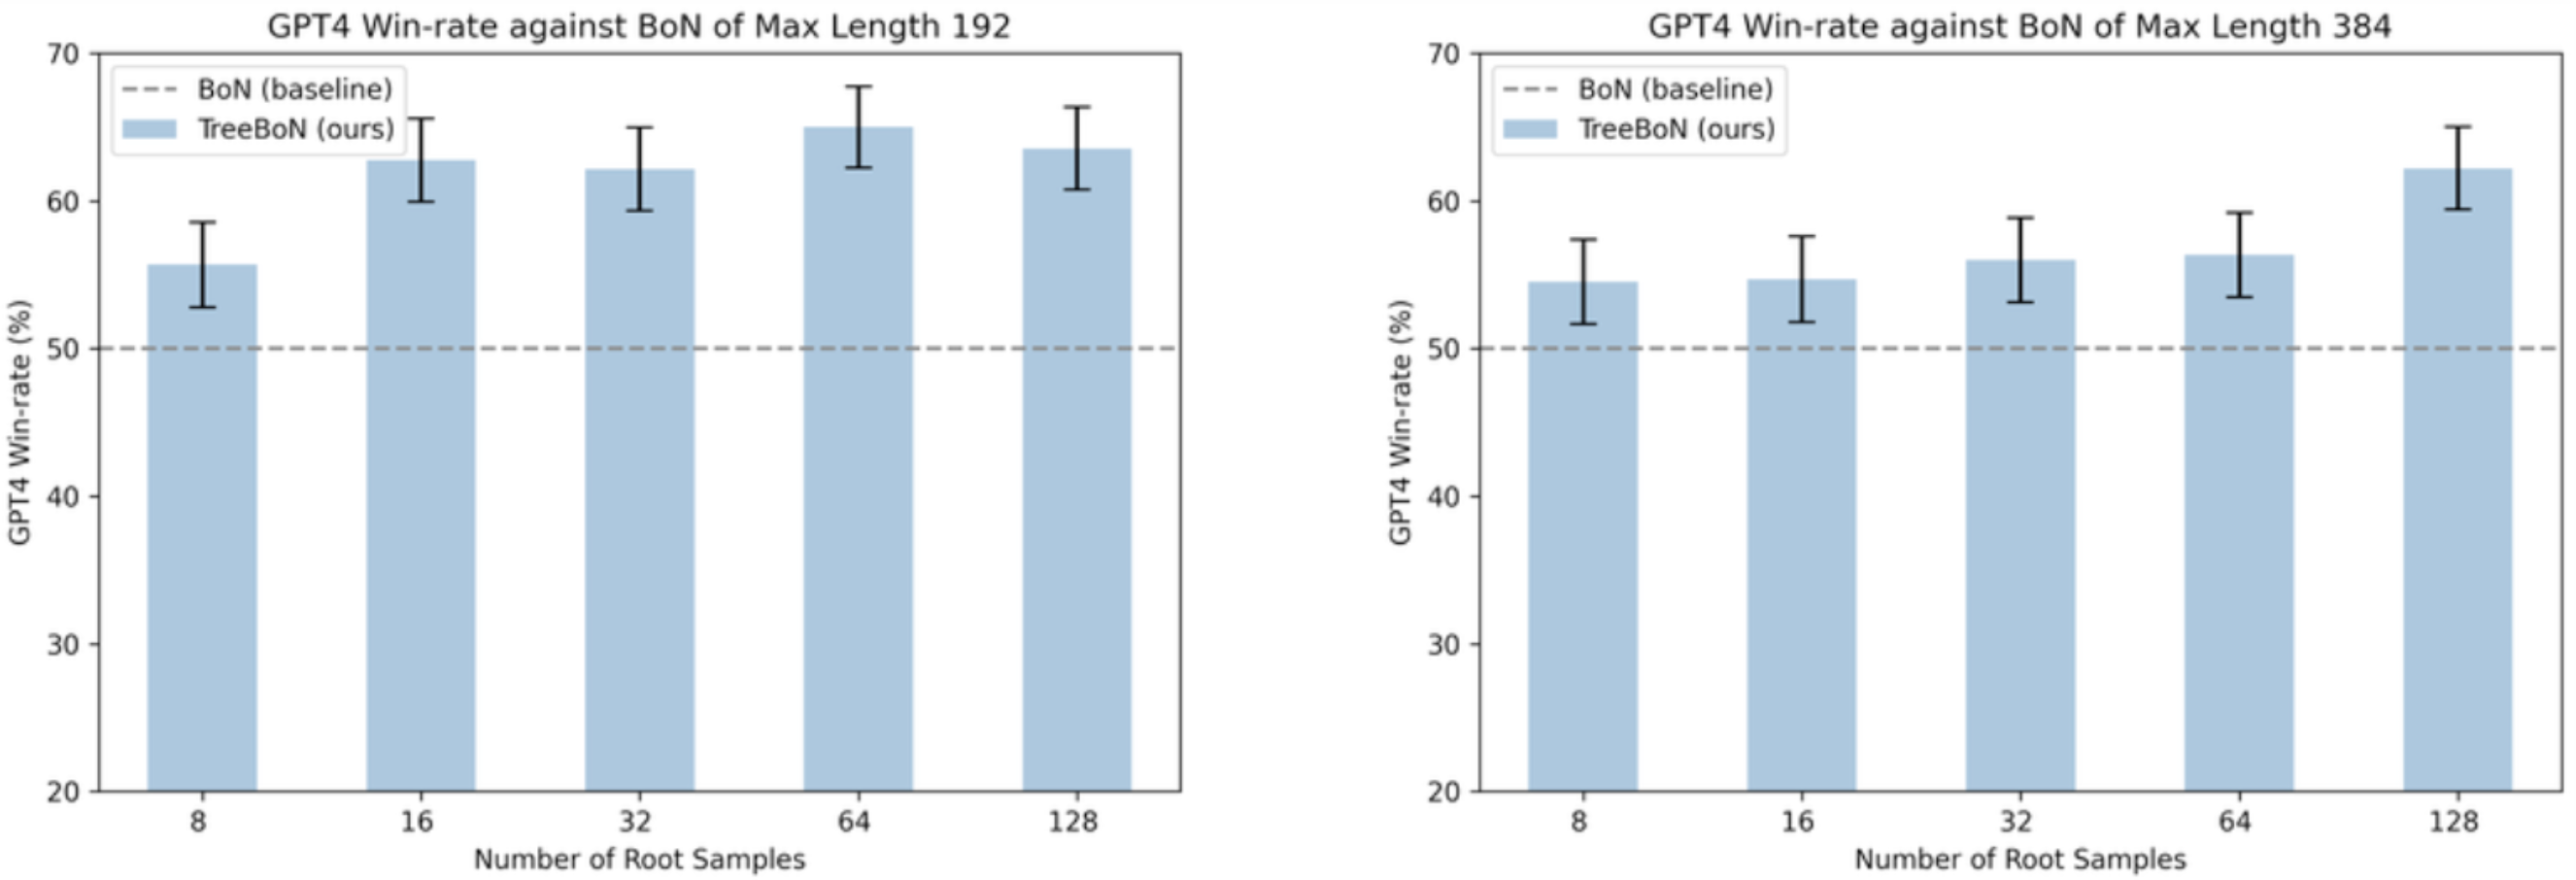 GPT4 Win-rate against BoN of Max Length 192
BoN (baseline)
TreeBoN (ours)
GPT4 Win-rate (%)
70
60
50
40
30
20
8 16 32 64 128
Number of Root Samples
GPT4 Win-rate against BoN of Max Length 384
BoN (baseline)
TreeBoN (ours)
GPT4 Win-rate (%)
70
60
50
40
30
20
8 16 32 64 128
Number of Root Samples